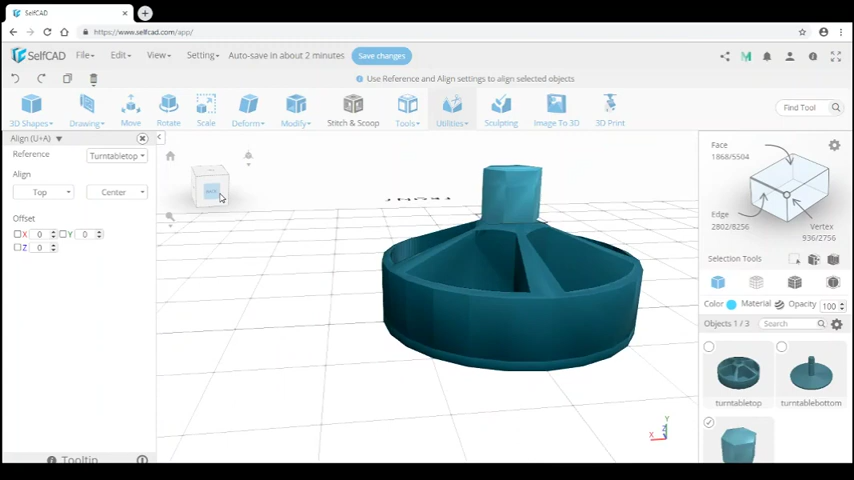 SelfCAD
https://www.selfcad.com/app/
SelfCAD File Edit View Setting Auto-save in about 2 minutes Save changes
Use Reference and Align settings to align selected objects
3D Shapes Drawing Move Rotate Scale Deform Modify Stitch & Scoop Tools Utilities Sculpting Image To 3D 3D Print Find Tool
Align (U+A)
Reference Turntabletop
Align
Top Center
Offset
X 0 Y 0
Z 0
Tooltip
BACK
FRONT
Face
1868/5504
Edge
2802/8256
Vertex
936/2756
Selection Tools
Color Material Opacity 100
Objects 1 / 3 Search
turntabletop turntablebottom
Y
X